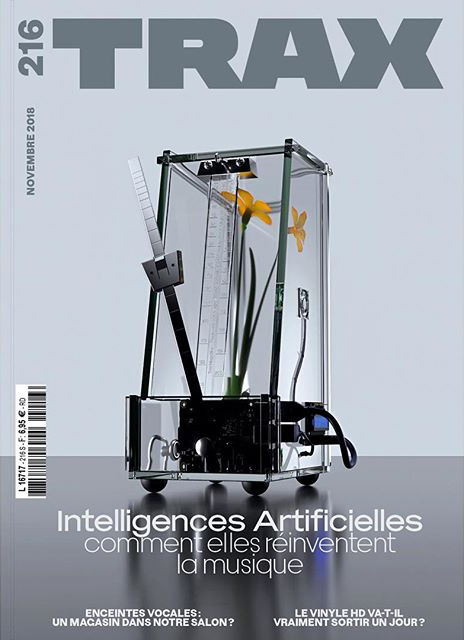 216
TRAX
NOVEMBRE 2018
L 16717 - 216 S - F: 6,95 € - RD
Intelligences Artificielles
comment elles réinventent
la musique
ENCEINTES VOCALES :
UN MAGASIN DANS NOTRE SALON ?
LE VINYLE HD VA-T-IL
VRAIMENT SORTIR UN JOUR ?